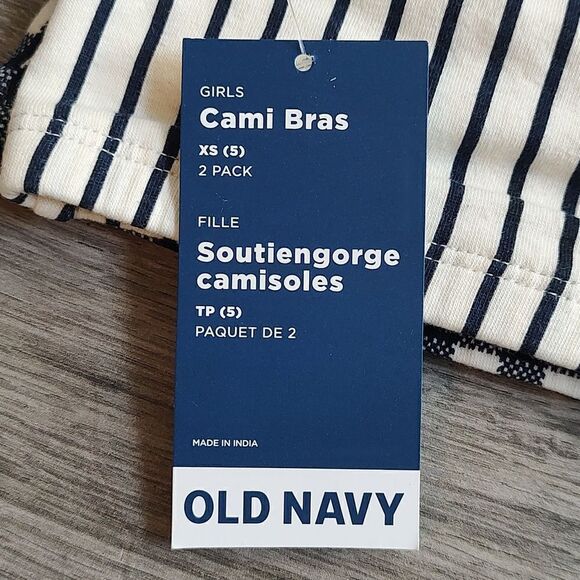 GIRLS
Cami Bras
XS (5)
2 PACK
FILLE
Soutiengorge
camisoles
TP (5)
PAQUET DE 2
MADE IN INDIA
OLD NAVY